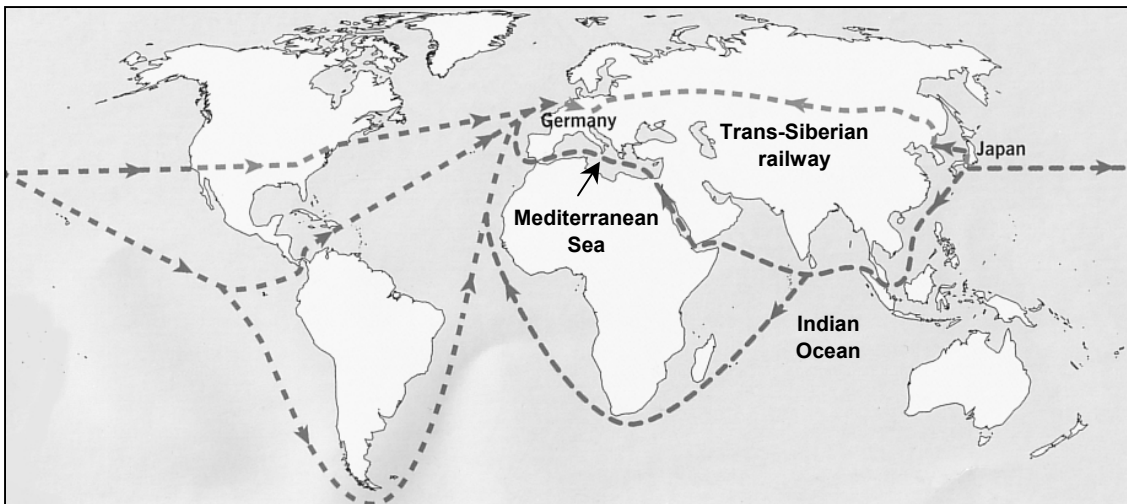 Germany
Trans-Siberian
railway
Japan
Mediterranean
Sea
Indian
Ocean